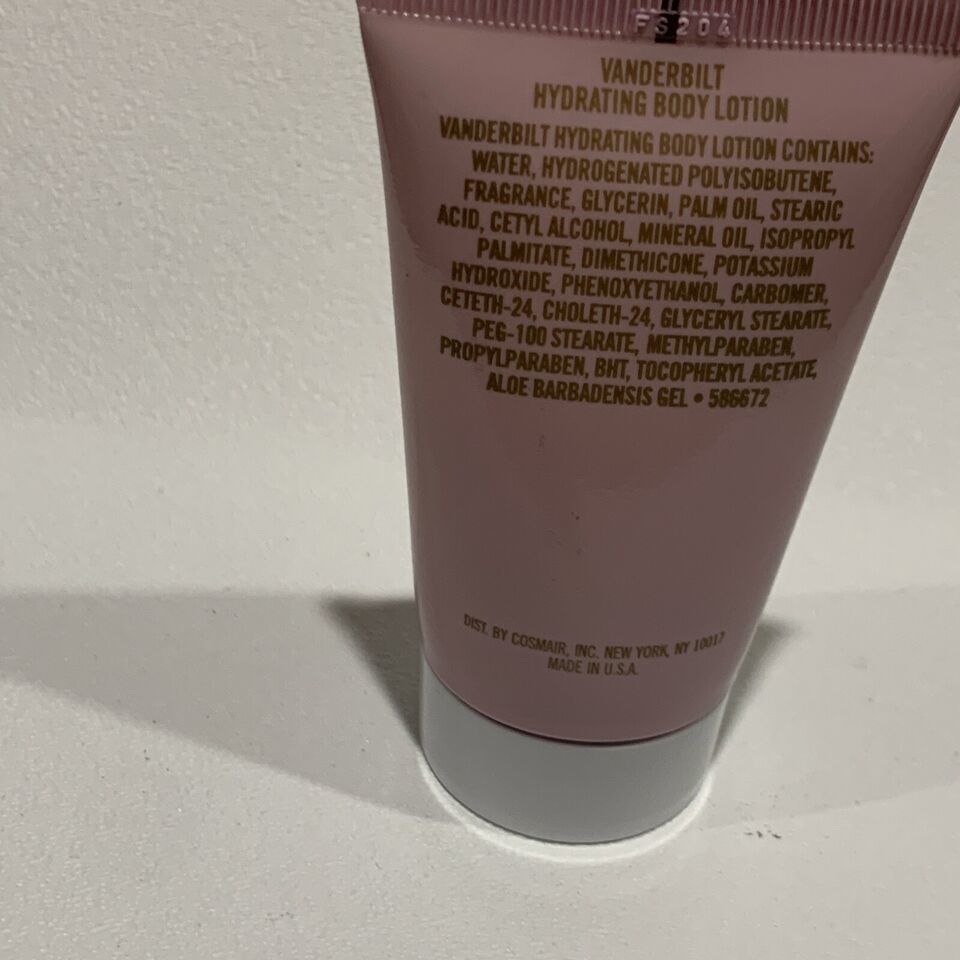 FS204
VANDERBILT
HYDRATING BODY LOTION
VANDERBILT HYDRATING BODY LOTION CONTAINS:
WATER, HYDROGENATED POLYISOBUTENE,
FRAGRANCE, GLYCERIN, PALM OIL, STEARIC
ACID, CETYL ALCOHOL, MINERAL OIL, ISOPROPYL
PALMITATE, DIMETHICONE, POTASSIUM
HYDROXIDE, PHENOXYETHANOL, CARBOMER,
CETETH-24, CHOLETH-24, GLYCERYL STEARATE,
PEG-100 STEARATE, METHYLPARABEN,
PROPYLPARABEN, BHT, TOCOPHERYL ACETATE,
ALOE BARBADENSIS GEL • 586672
DIST. BY COSMAIR, INC. NEW YORK, NY 10017
MADE IN U.S.A.